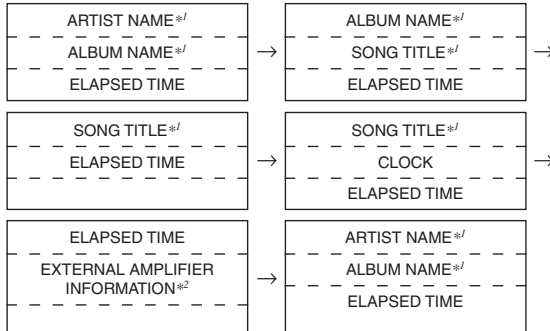 ARTIST NAME*1
ALBUM NAME*1
ELAPSED TIME
→
ALBUM NAME*1
SONG TITLE*1
ELAPSED TIME
→
SONG TITLE*1
ELAPSED TIME
→
SONG TITLE*1
CLOCK
ELAPSED TIME
→
ELAPSED TIME
EXTERNAL AMPLIFIER
INFORMATION*2
→
ARTIST NAME*1
ALBUM NAME*1
ELAPSED TIME